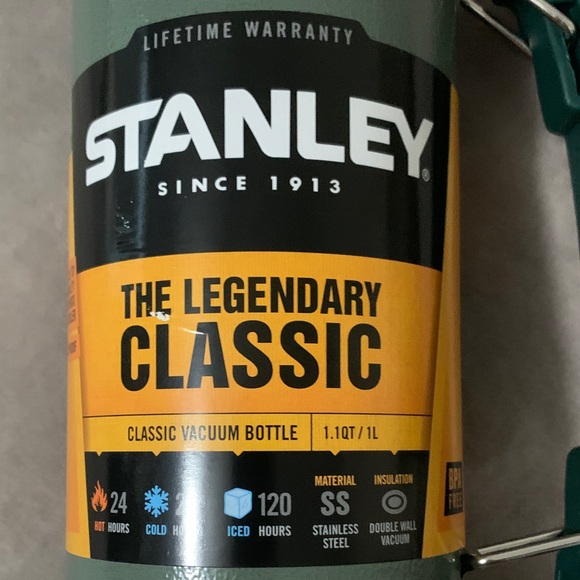 LIFETIME WARRANTY
STANLEY®
SINCE 1913
THE LEGENDARY
CLASSIC
CLASSIC VACUUM BOTTLE 1.1QT / 1L
24
HOT HOURS
COLD
120
ICED HOURS
MATERIAL
SS
STAINLESS
STEEL
INSULATION
DOUBLE WALL
VACUUM
BPA
FREE